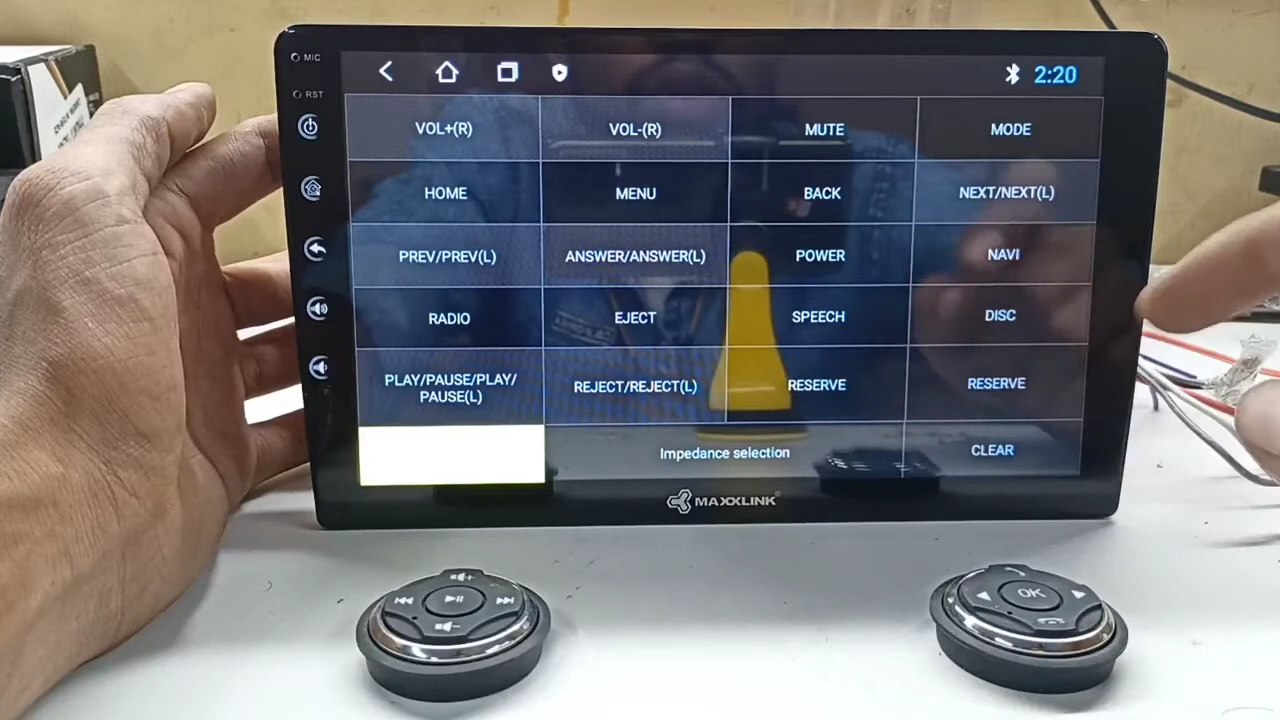 MIC
RST
2:20
VOL+(R)
VOL-(R)
MUTE
MODE
HOME
MENU
BACK
NEXT/NEXT(L)
PREV/PREV(L)
ANSWER/ANSWER(L)
POWER
NAVI
RADIO
EJECT
SPEECH
DISC
PLAY/PAUSE/PLAY/
PAUSE(L)
REJECT/REJECT(L)
RESERVE
RESERVE
Impedance selection
CLEAR
MAXXLINK
OK